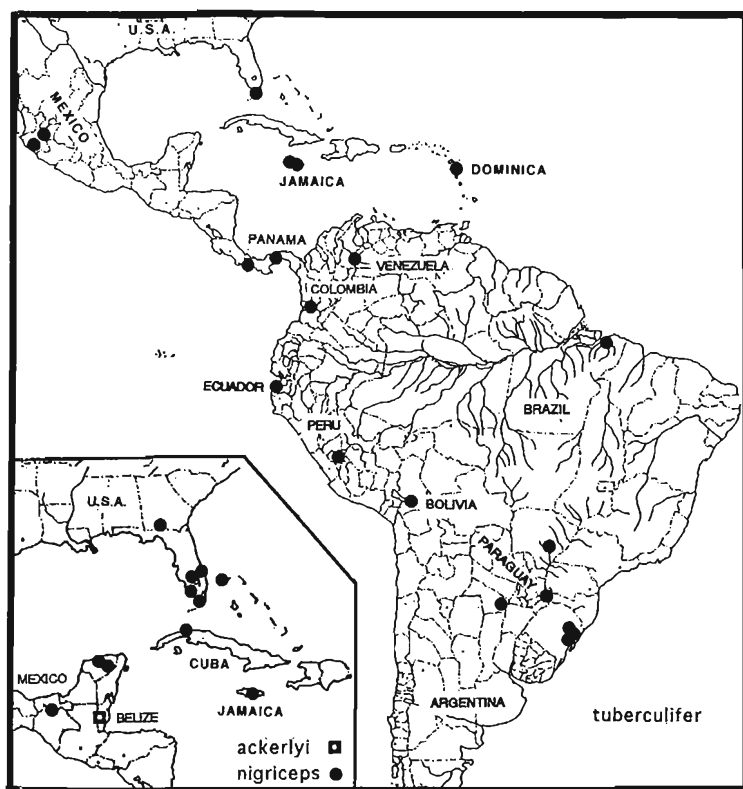 U.S.A.
MEXICO
JAMAICA
DOMINICA
PANAMA
VENEZUELA
COLOMBIA
ECUADOR
PERU
BRAZIL
BOLIVIA
PARAGUAY
ARGENTINA
tuberculifer
U.S.A.
CUBA
MEXICO
BELIZE
JAMAICA
ackerlyi
nigriceps